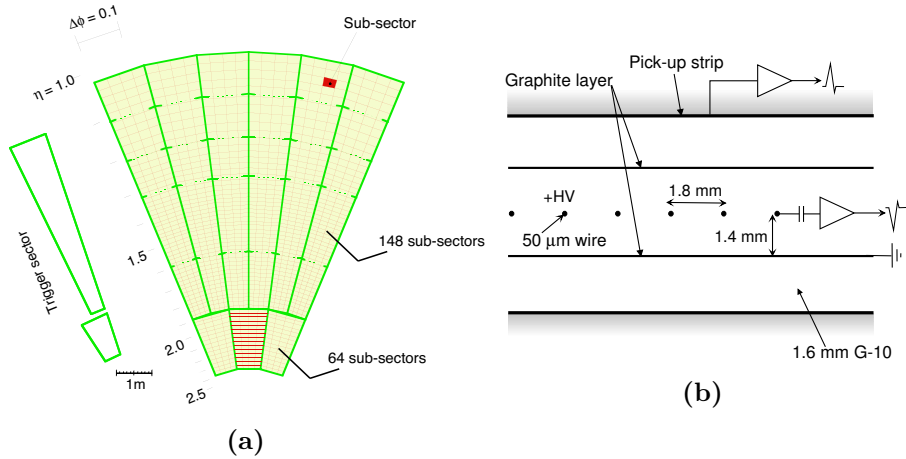 Δϕ = 0.1
Sub-sector
η = 1.0
Trigger sector
1.5
148 sub-sectors
2.0
64 sub-sectors
1m
2.5
(a)
Pick-up strip
Graphite layer
+HV
1.8 mm
50 μm wire
1.4 mm
1.6 mm G-10
(b)